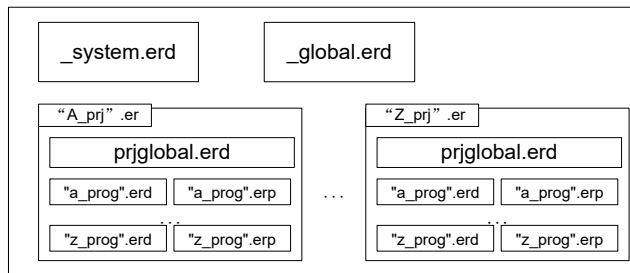 _system.erd _global.erd
“A_prj” .er “Z_prj” .er
prjglobal.erd prjglobal.erd
"a_prog".erd "a_prog".erp ... "a_prog".erd "a_prog".erp
... ...
"z_prog".erd "z_prog".erp "z_prog".erd "z_prog".erp